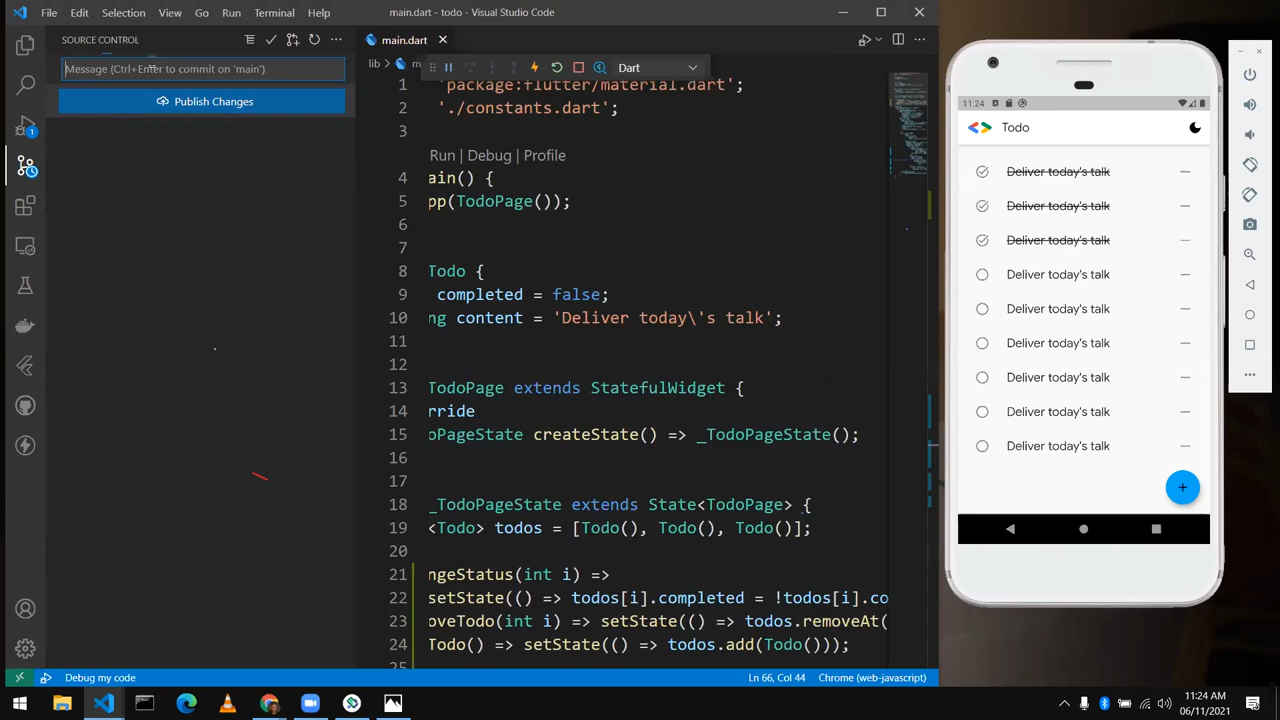 File Edit Selection View Go Run Terminal Help
main.dart - todo - Visual Studio Code
SOURCE CONTROL
Message (Ctrl+Enter to commit on 'main')
Publish Changes
1
main.dart
lib
Dart
1 'package:flutter/material.dart';
2 './constants.dart';
3
Run | Debug | Profile
4 ain() {
5 pp(TodoPage());
6
7
8 Todo {
9 completed = false;
10 ng content = 'Deliver today\'s talk';
11
12
13 TodoPage extends StatefulWidget {
14 rride
15 oPageState createState() => _TodoPageState();
16
17
18 _TodoPageState extends State<TodoPage> {
19 <Todo> todos = [Todo(), Todo(), Todo()];
20
21 ngeStatus(int i) =>
22 setState(() => todos[i].completed = !todos[i].co
23 oveTodo(int i) => setState(() => todos.removeAt(
24 Todo() => setState(() => todos.add(Todo()));
25
Debug my code
Ln 66, Col 44 Chrome (web-javascript)
11:24
Todo
Deliver today's talk
Deliver today's talk
Deliver today's talk
Deliver today's talk
Deliver today's talk
Deliver today's talk
Deliver today's talk
Deliver today's talk
Deliver today's talk
11:24 AM
06/11/2021